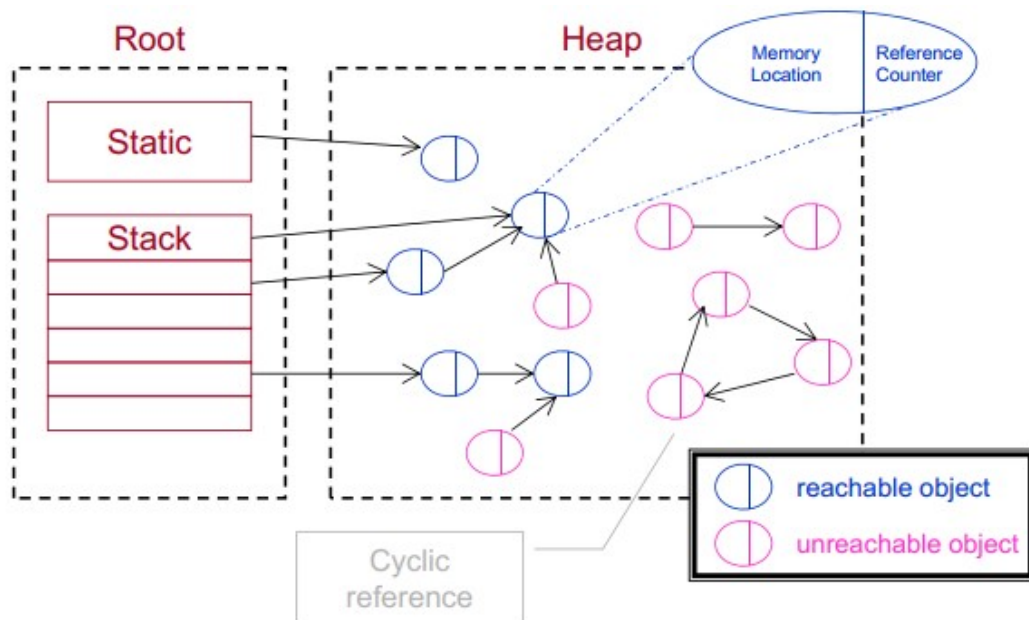 Root
Heap
Memory
Location
Reference
Counter
Static
Stack
reachable object
unreachable object
Cyclic
reference